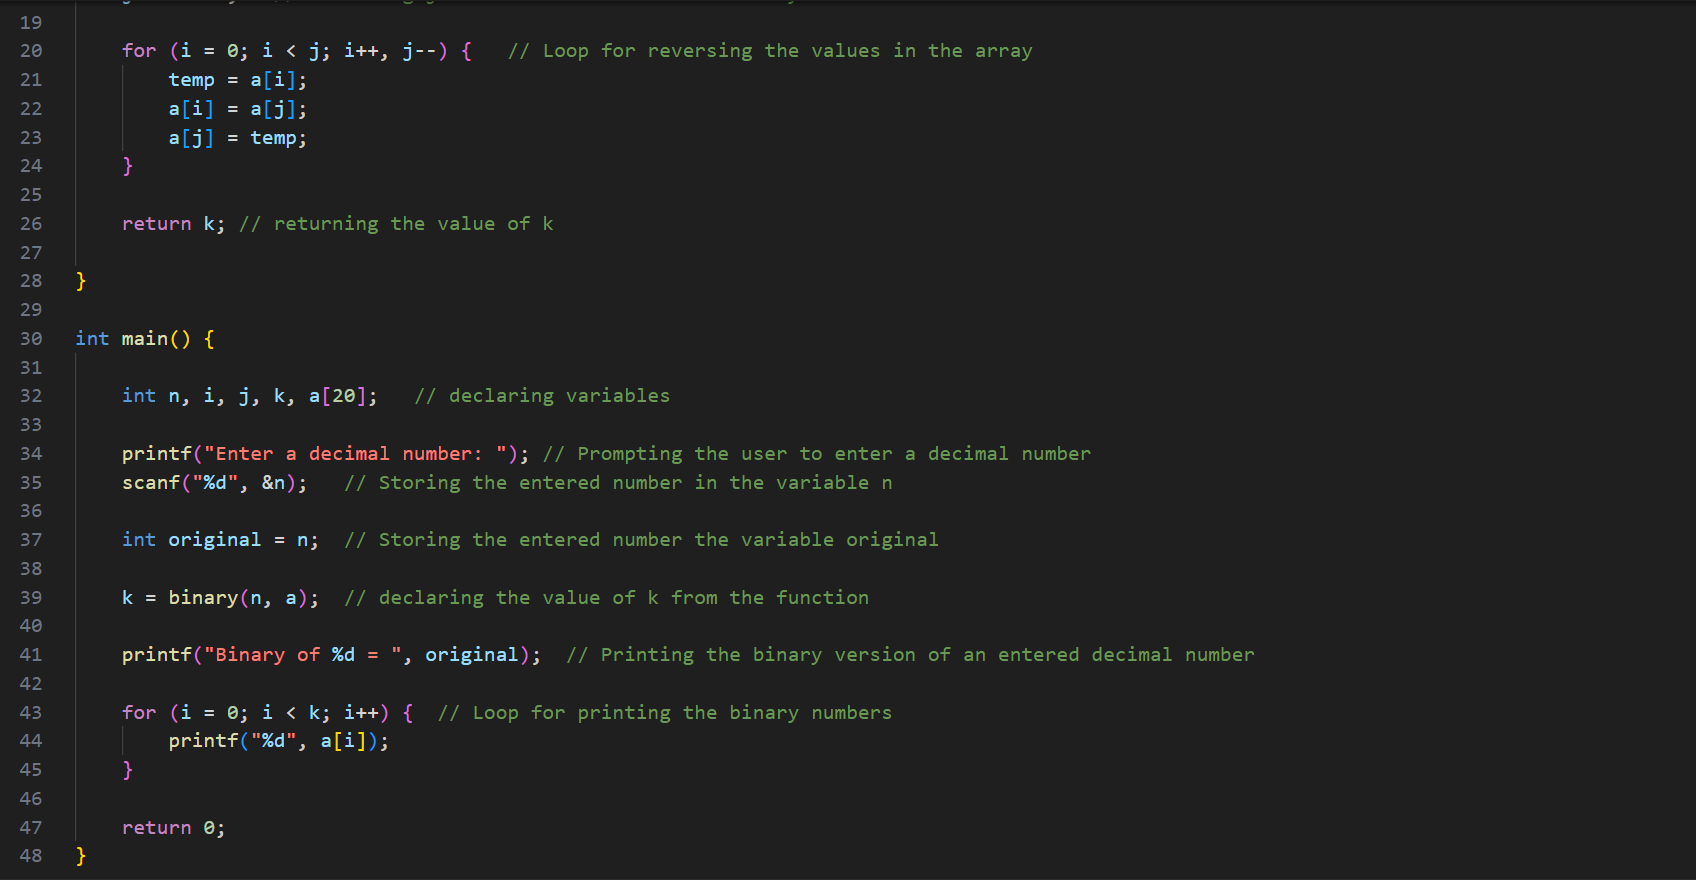 19
20 for (i = 0; i < j; i++, j--) { // Loop for reversing the values in the array
21 temp = a[i];
22 a[i] = a[j];
23 a[j] = temp;
24 }
25
26 return k; // returning the value of k
27
28 }
29
30 int main() {
31
32 int n, i, j, k, a[20]; // declaring variables
33
34 printf("Enter a decimal number: "); // Prompting the user to enter a decimal number
35 scanf("%d", &n); // Storing the entered number in the variable n
36
37 int original = n; // Storing the entered number the variable original
38
39 k = binary(n, a); // declaring the value of k from the function
40
41 printf("Binary of %d = ", original); // Printing the binary version of an entered decimal number
42
43 for (i = 0; i < k; i++) { // Loop for printing the binary numbers
44 printf("%d", a[i]);
45 }
46
47 return 0;
48 }